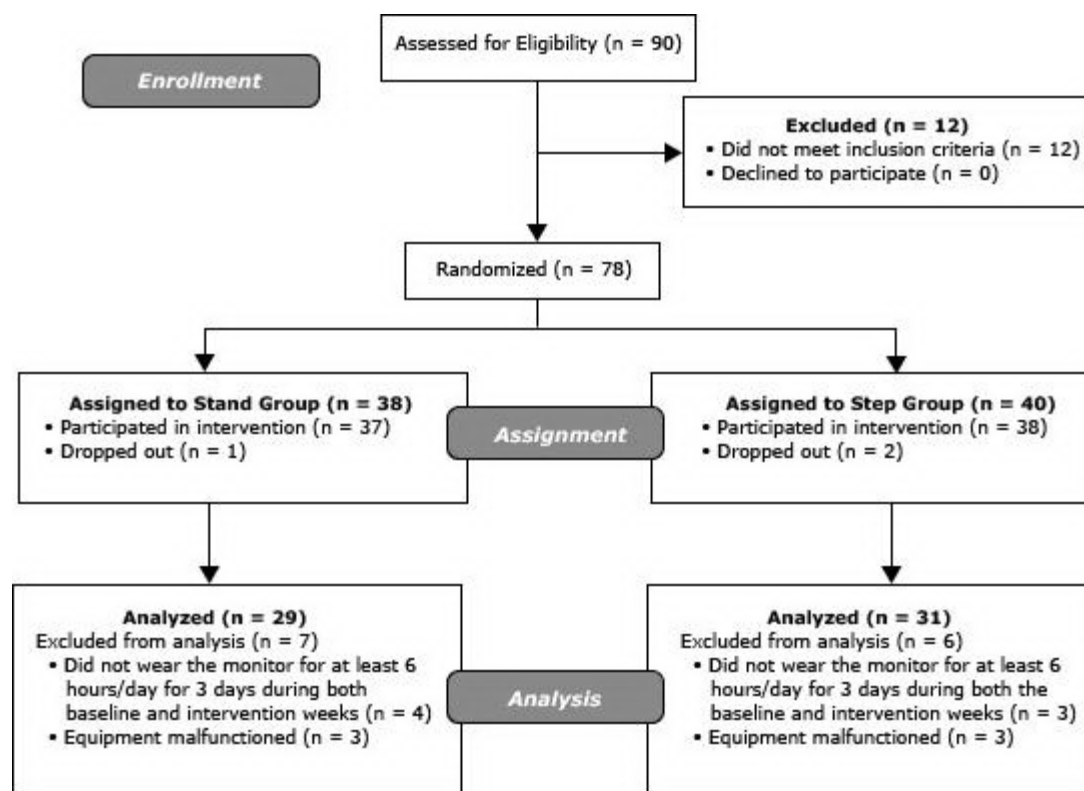 Assessed for Eligibility (n = 90)
Enrollment
Excluded (n = 12)
▪ Did not meet inclusion criteria (n = 12)
▪ Declined to participate (n = 0)
Randomized (n = 78)
Assigned to Stand Group (n = 38)
▪ Participated in intervention (n = 37)
▪ Dropped out (n = 1)
Assignment
Assigned to Step Group (n = 40)
▪ Participated in intervention (n = 38)
▪ Dropped out (n = 2)
Analyzed (n = 29)
Excluded from analysis (n = 7)
▪ Did not wear the monitor for at least 6
hours/day for 3 days during both
baseline and intervention weeks (n = 4)
▪ Equipment malfunctioned (n = 3)
Analysis
Analyzed (n = 31)
Excluded from analysis (n = 6)
▪ Did not wear the monitor for at least 6
hours/day for 3 days during both the
baseline and intervention weeks (n = 3)
▪ Equipment malfunctioned (n = 3)